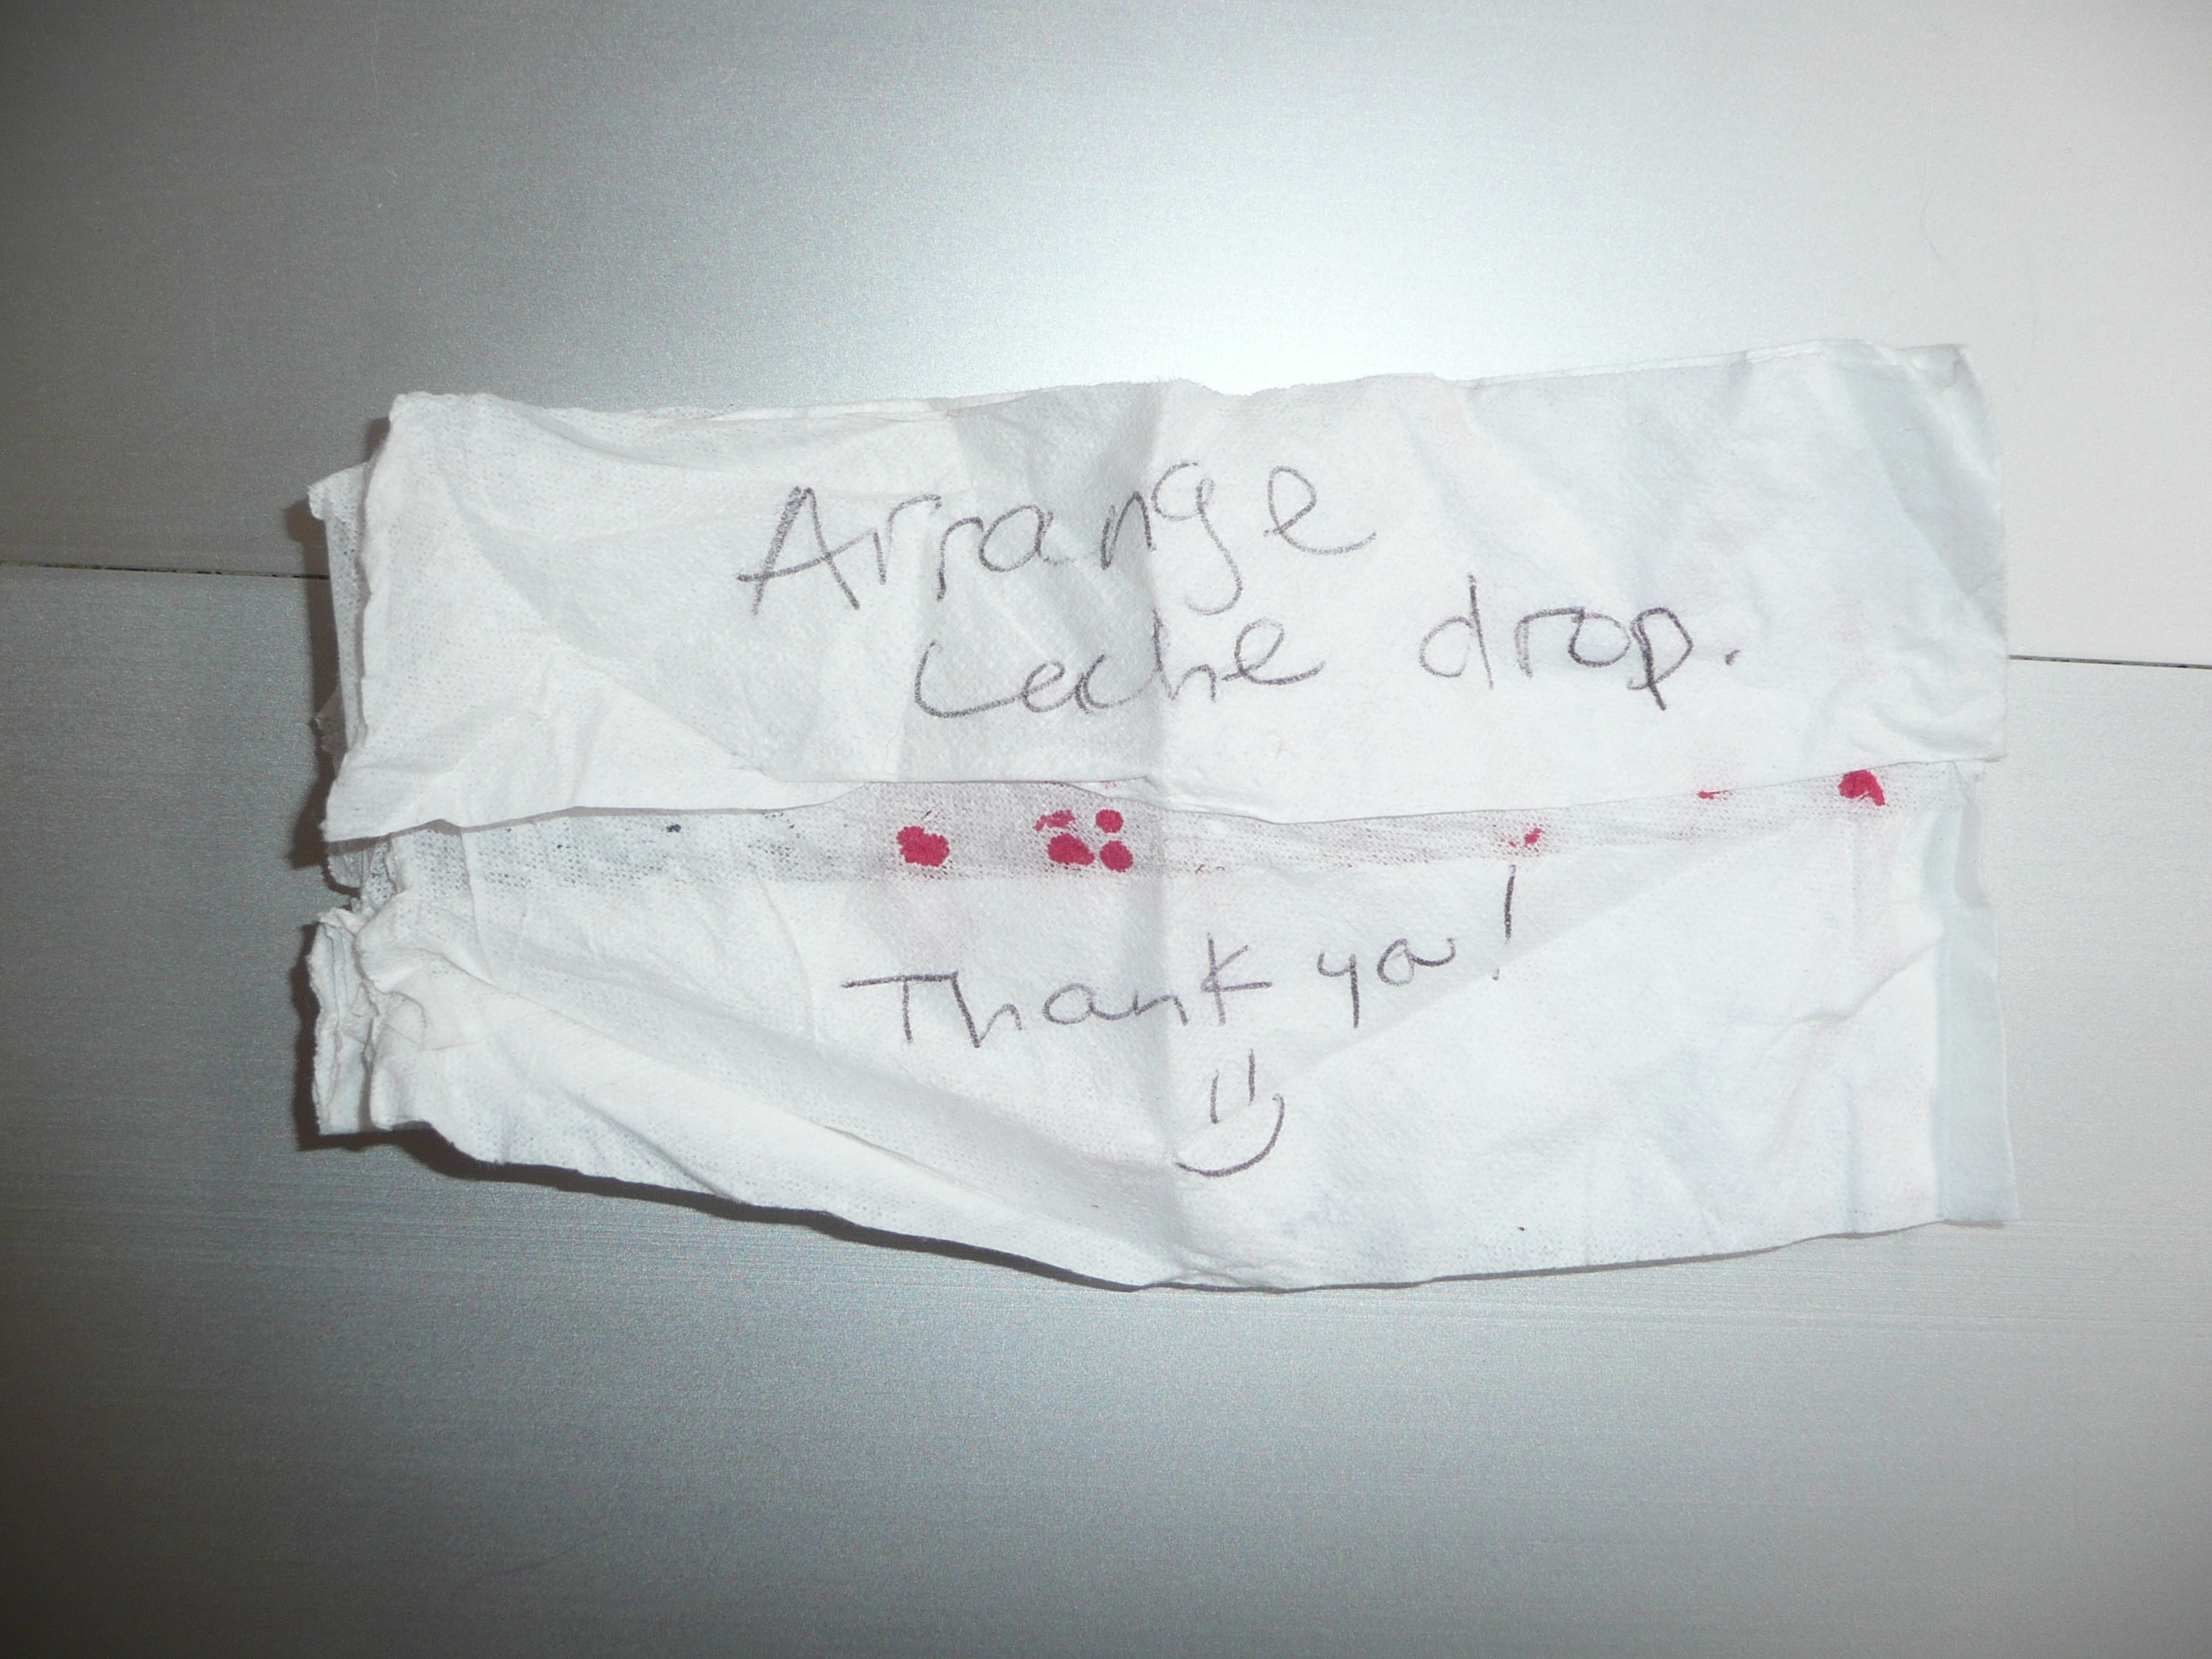 Arrange
Leche drop.
Thank you!